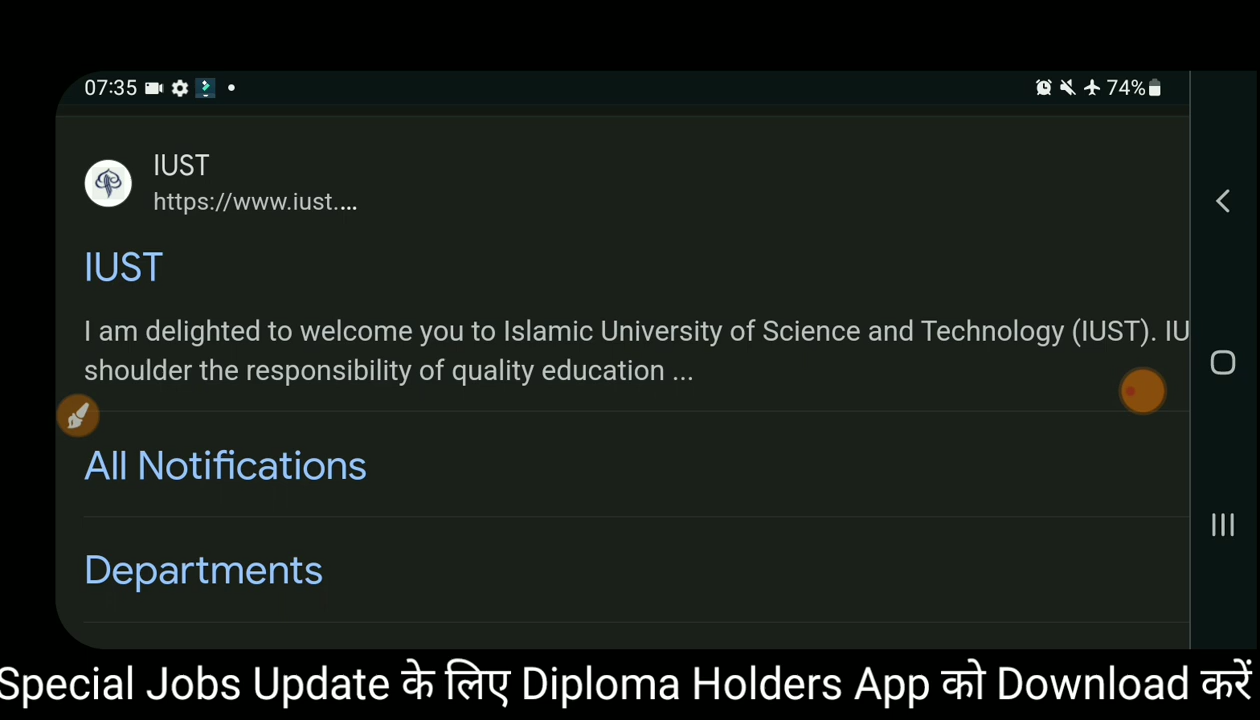 07:35
74%
IUST
https://www.iust....
IUST
I am delighted to welcome you to Islamic University of Science and Technology (IUST). IU
shoulder the responsibility of quality education ...
All Notifications
Departments
Special Jobs Update के लिए Diploma Holders App को Download करें